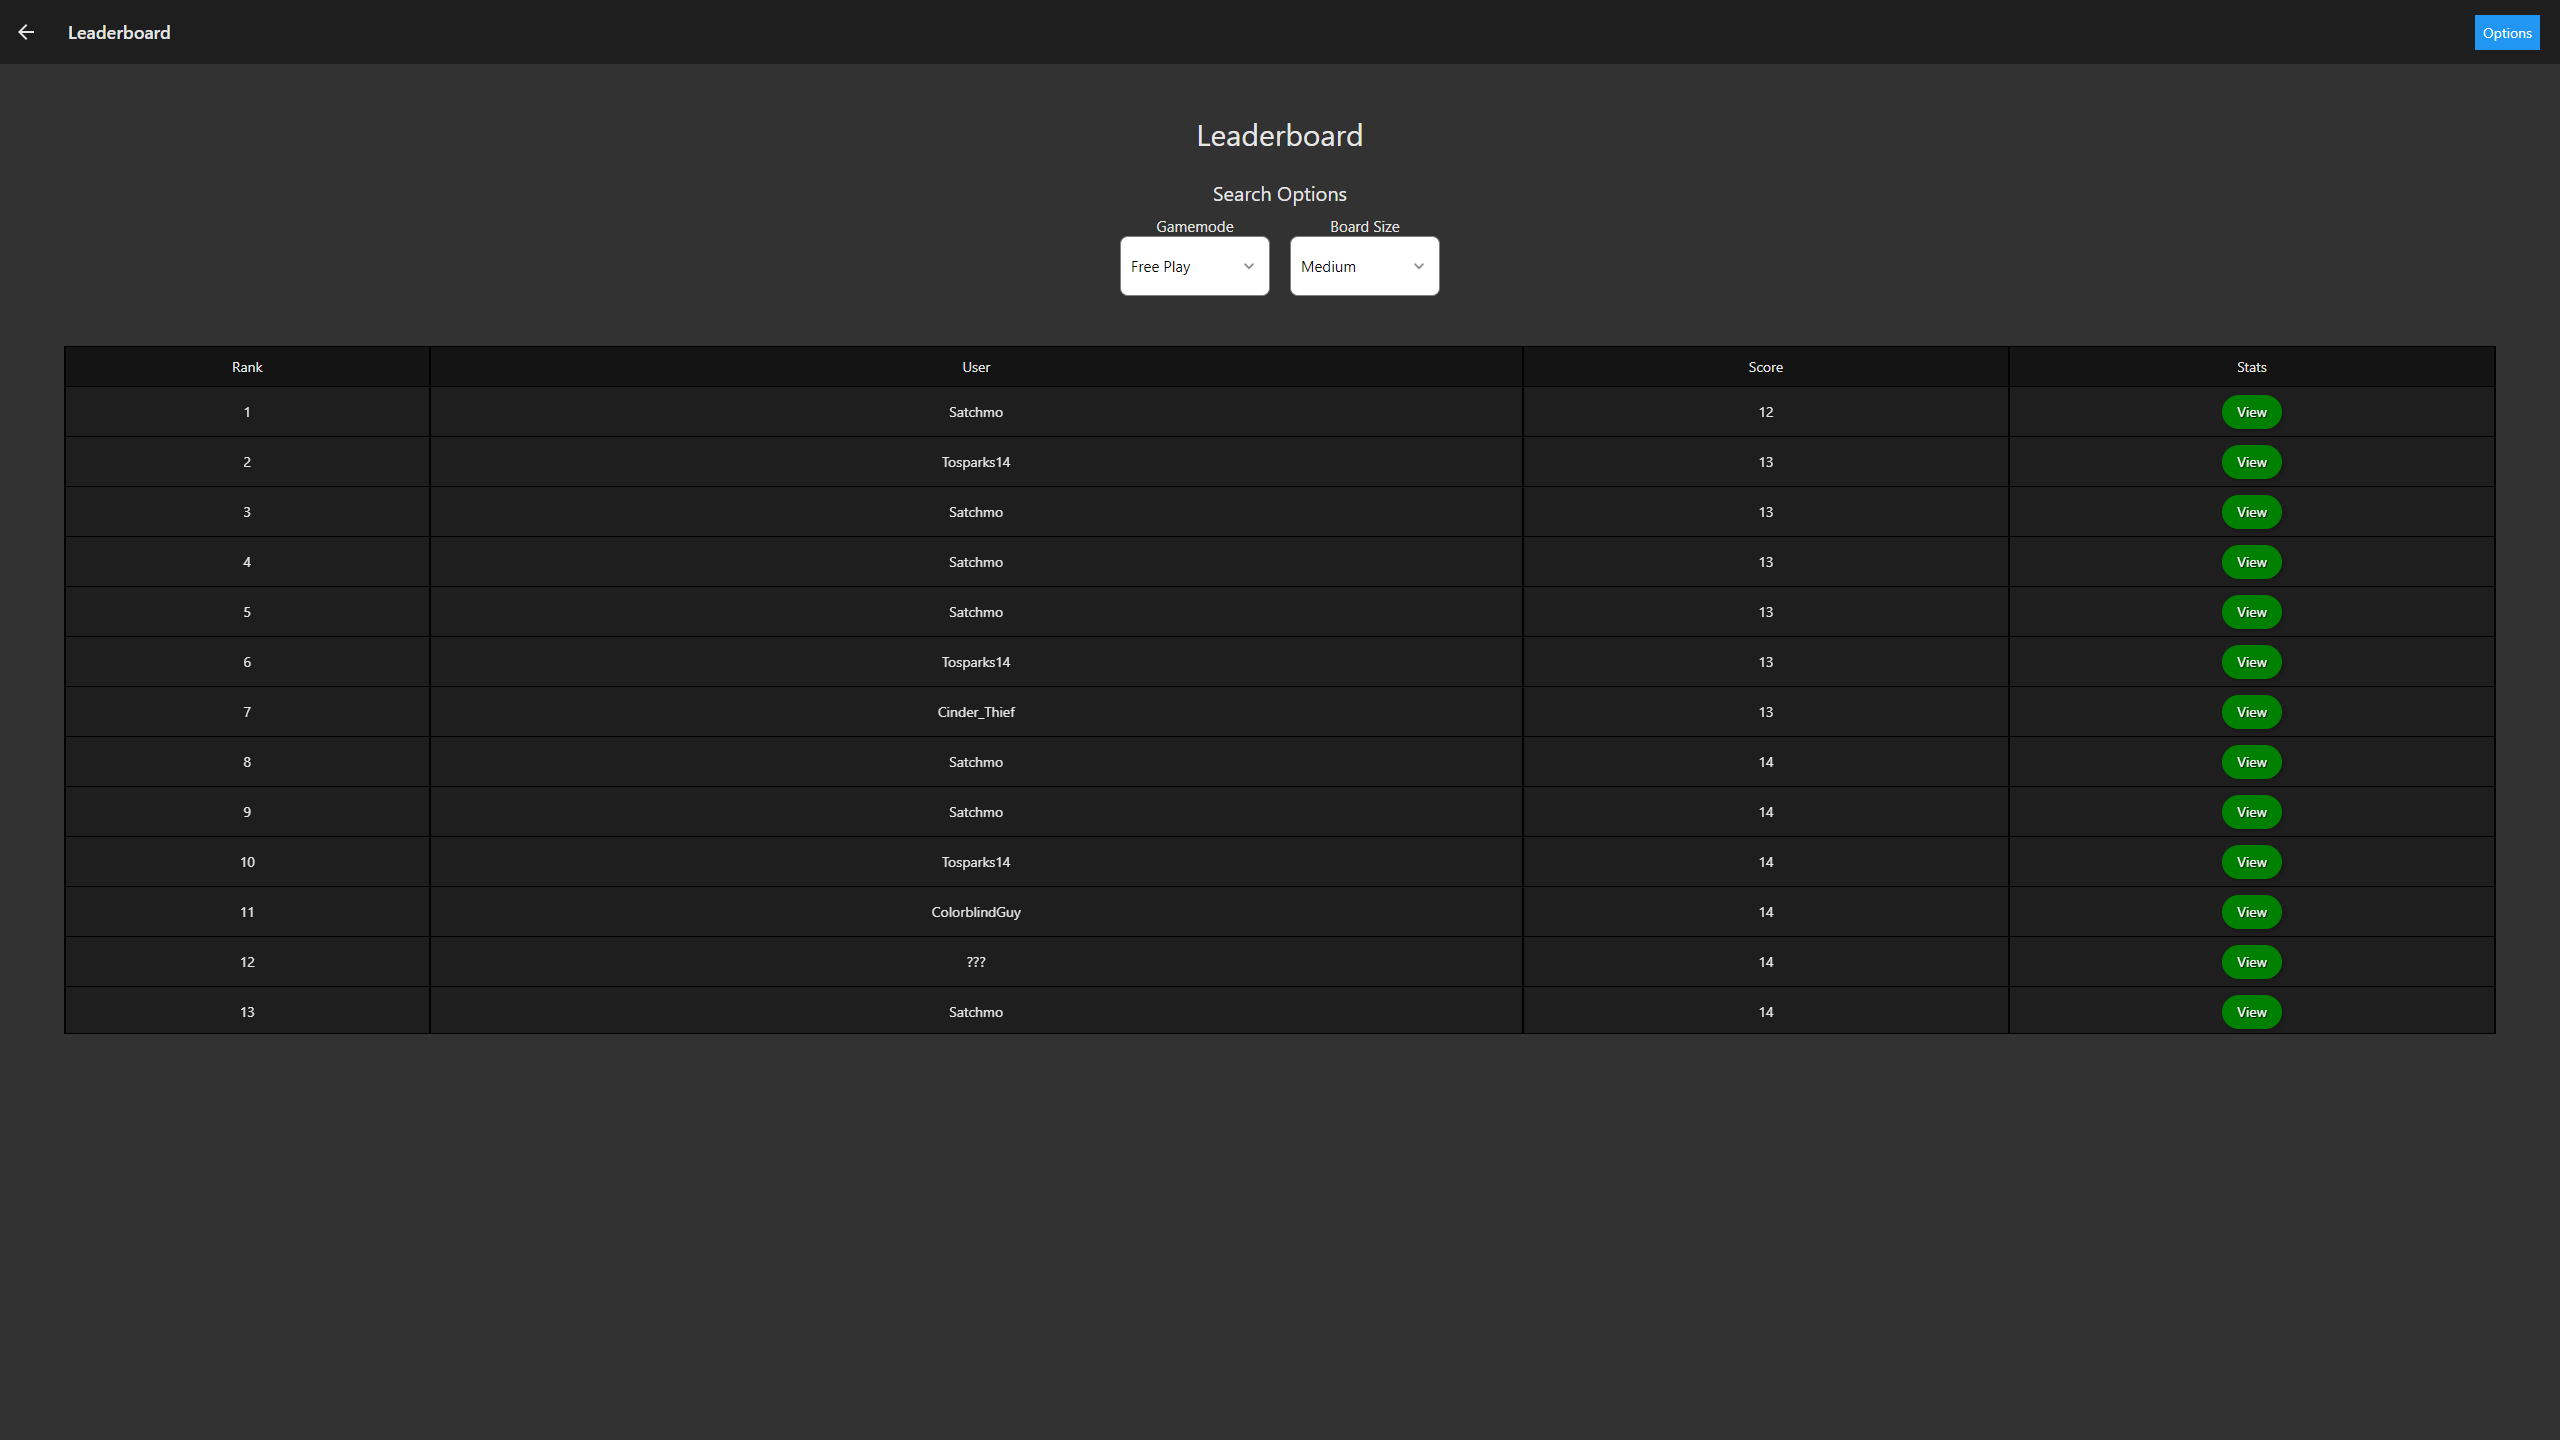 Leaderboard
Options
Leaderboard
Search Options
Gamemode Board Size
Free Play Medium
Rank User Score Stats
1 Satchmo 12 View
2 Tosparks14 13 View
3 Satchmo 13 View
4 Satchmo 13 View
5 Satchmo 13 View
6 Tosparks14 13 View
7 Cinder_Thief 13 View
8 Satchmo 14 View
9 Satchmo 14 View
10 Tosparks14 14 View
11 ColorblindGuy 14 View
12 ??? 14 View
13 Satchmo 14 View